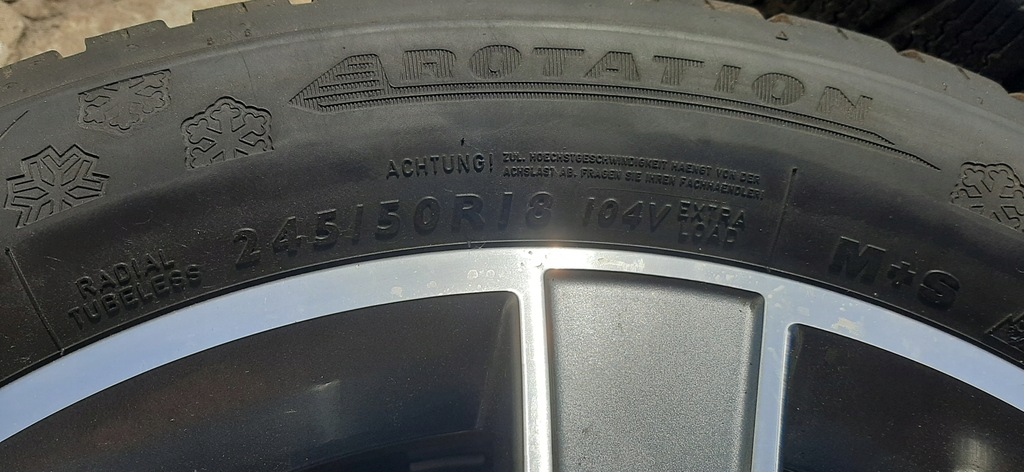 ROTATION
ACHTUNG! ZUL. HOECHSTGESCHWINDIGKEIT HAENGT VON DER
ACHSLAST AB. FRAGEN SIE IHREN FACHHAENDLER.
RADIAL
TUBELESS
245/50R18 104V EXTRA
LOAD
M+S